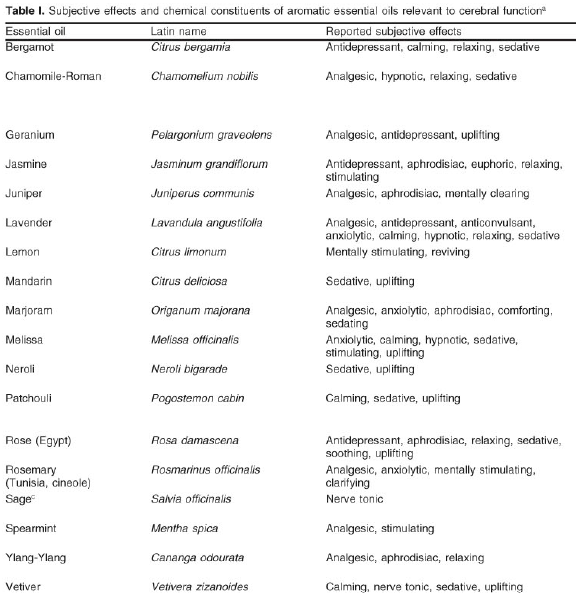 Table I. Subjective effects and chemical constituents of aromatic essential oils relevant to cerebral functionᵃ
Essential oil Latin name Reported subjective effects
Bergamot Citrus bergamia Antidepressant, calming, relaxing, sedative
Chamomile-Roman Chamomelium nobilis Analgesic, hypnotic, relaxing, sedative
Geranium Pelargonium graveolens Analgesic, antidepressant, uplifting
Jasmine Jasminum grandiflorum Antidepressant, aphrodisiac, euphoric, relaxing,
stimulating
Juniper Juniperus communis Analgesic, aphrodisiac, mentally clearing
Lavender Lavandula angustifolia Analgesic, antidepressant, anticonvulsant,
anxiolytic, calming, hypnotic, relaxing, sedative
Lemon Citrus limonum Mentally stimulating, reviving
Mandarin Citrus deliciosa Sedative, uplifting
Marjoram Origanum majorana Analgesic, anxiolytic, aphrodisiac, comforting,
sedating
Melissa Melissa officinalis Anxiolytic, calming, hypnotic, sedative,
stimulating, uplifting
Neroli Neroli bigarade Sedative, uplifting
Patchouli Pogostemon cabin Calming, sedative, uplifting
Rose (Egypt) Rosa damascena Antidepressant, aphrodisiac, relaxing, sedative,
soothing, uplifting
Rosemary Rosmarinus officinalis Analgesic, anxiolytic, mentally stimulating,
(Tunisia, cineole) clarifying
Sageᶜ Salvia officinalis Nerve tonic
Spearmint Mentha spica Analgesic, stimulating
Ylang-Ylang Cananga odourata Analgesic, aphrodisiac, relaxing
Vetiver Vetivera zizanoides Calming, nerve tonic, sedative, uplifting